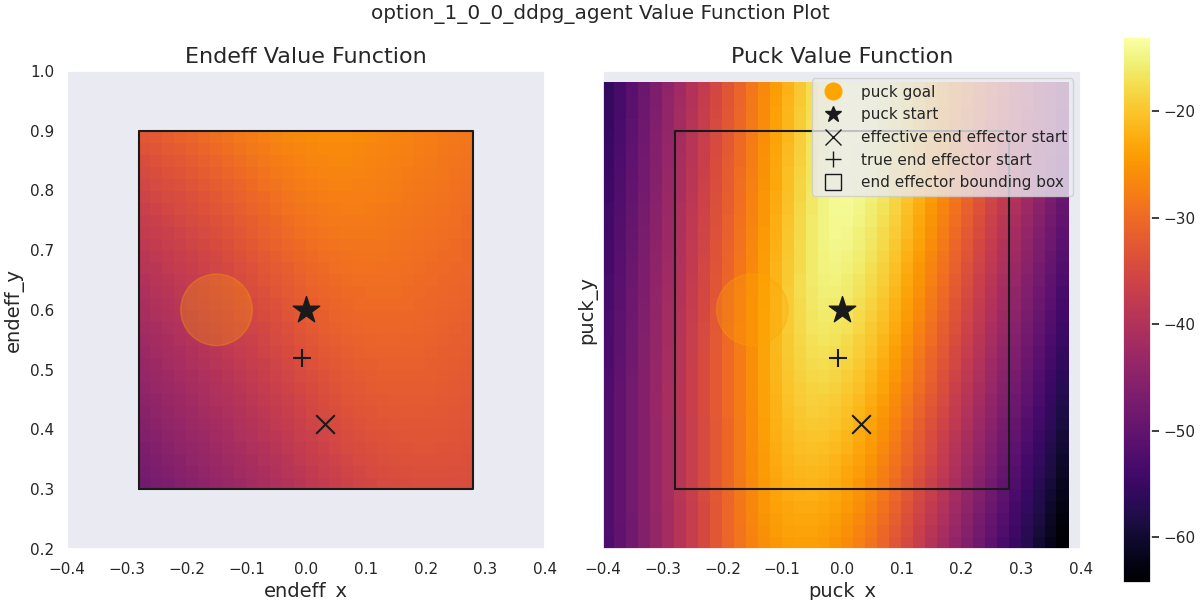 option_1_0_0_ddpg_agent Value Function Plot
Endeff Value Function
Puck Value Function
1.0
0.9
0.8
0.7
0.6
0.5
0.4
0.3
0.2
endeff_y
−0.4
−0.3
−0.2
−0.1
0.0
0.1
0.2
0.3
0.4
endeff_x
puck_y
puck goal
puck start
effective end effector start
true end effector start
end effector bounding box
−0.4
−0.3
−0.2
−0.1
0.0
0.1
0.2
0.3
0.4
puck_x
−20
−30
−40
−50
−60